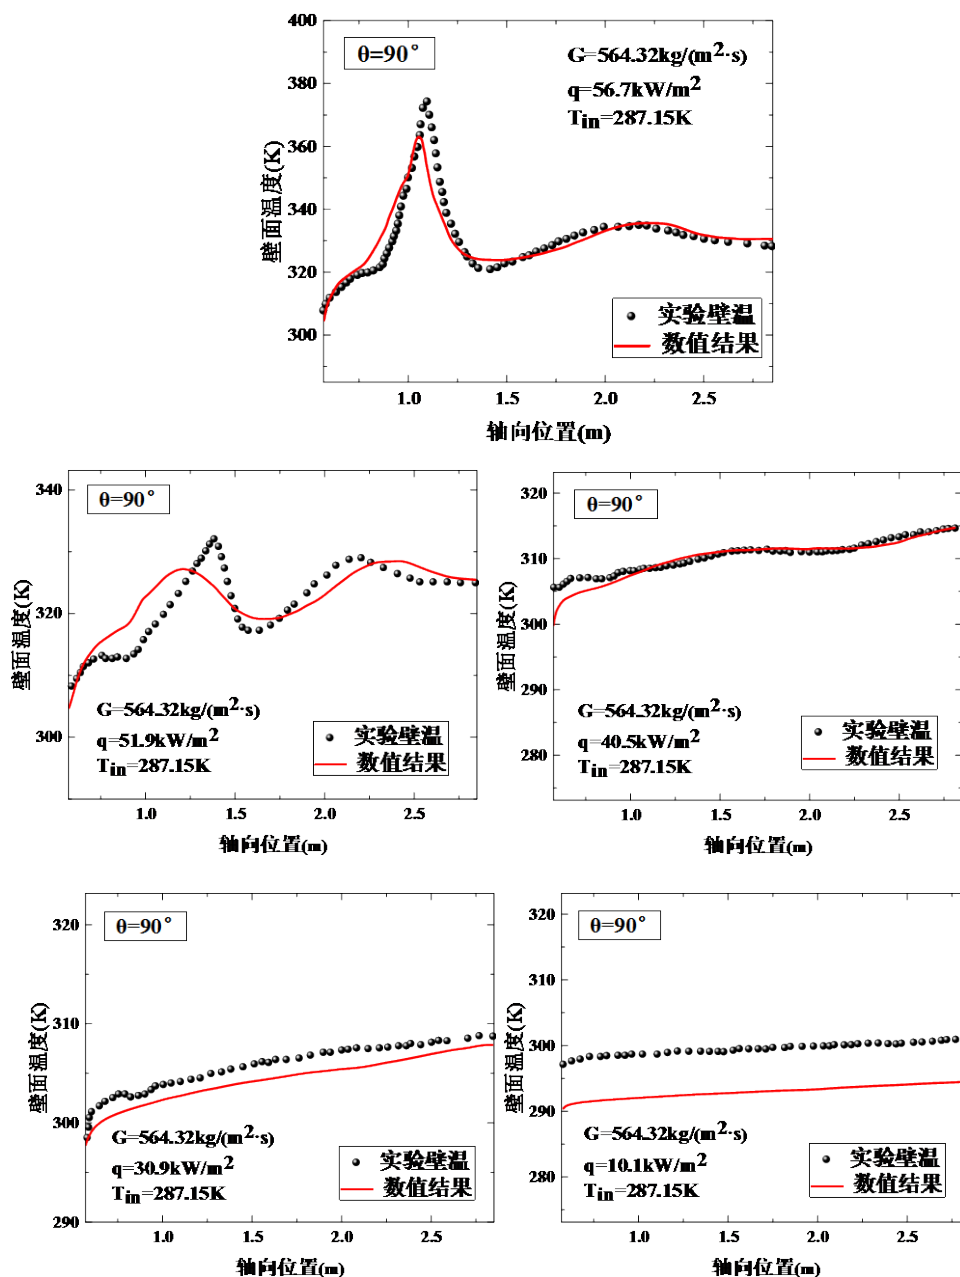 θ=90°
G=564.32kg/(m²·s)
q=56.7kW/m²
Tin=287.15K
400
380
360
340
320
300
壁面温度(K)
实验壁温
数值结果
1.0 1.5 2.0 2.5
轴向位置(m)
θ=90°
340
320
300
壁面温度(K)
G=564.32kg/(m²·s)
q=51.9kW/m²
Tin=287.15K
实验壁温
数值结果
1.0 1.5 2.0 2.5
轴向位置(m)
θ=90°
320
310
300
290
280
壁面温度(K)
G=564.32kg/(m²·s)
q=40.5kW/m²
Tin=287.15K
实验壁温
数值结果
1.0 1.5 2.0 2.5
轴向位置(m)
θ=90°
320
310
300
290
壁面温度(K)
G=564.32kg/(m²·s)
q=30.9kW/m²
Tin=287.15K
实验壁温
数值结果
1.0 1.5 2.0 2.5
轴向位置(m)
θ=90°
320
310
300
290
280
壁面温度(K)
G=564.32kg/(m²·s)
q=10.1kW/m²
Tin=287.15K
实验壁温
数值结果
1.0 1.5 2.0 2.5
轴向位置(m)